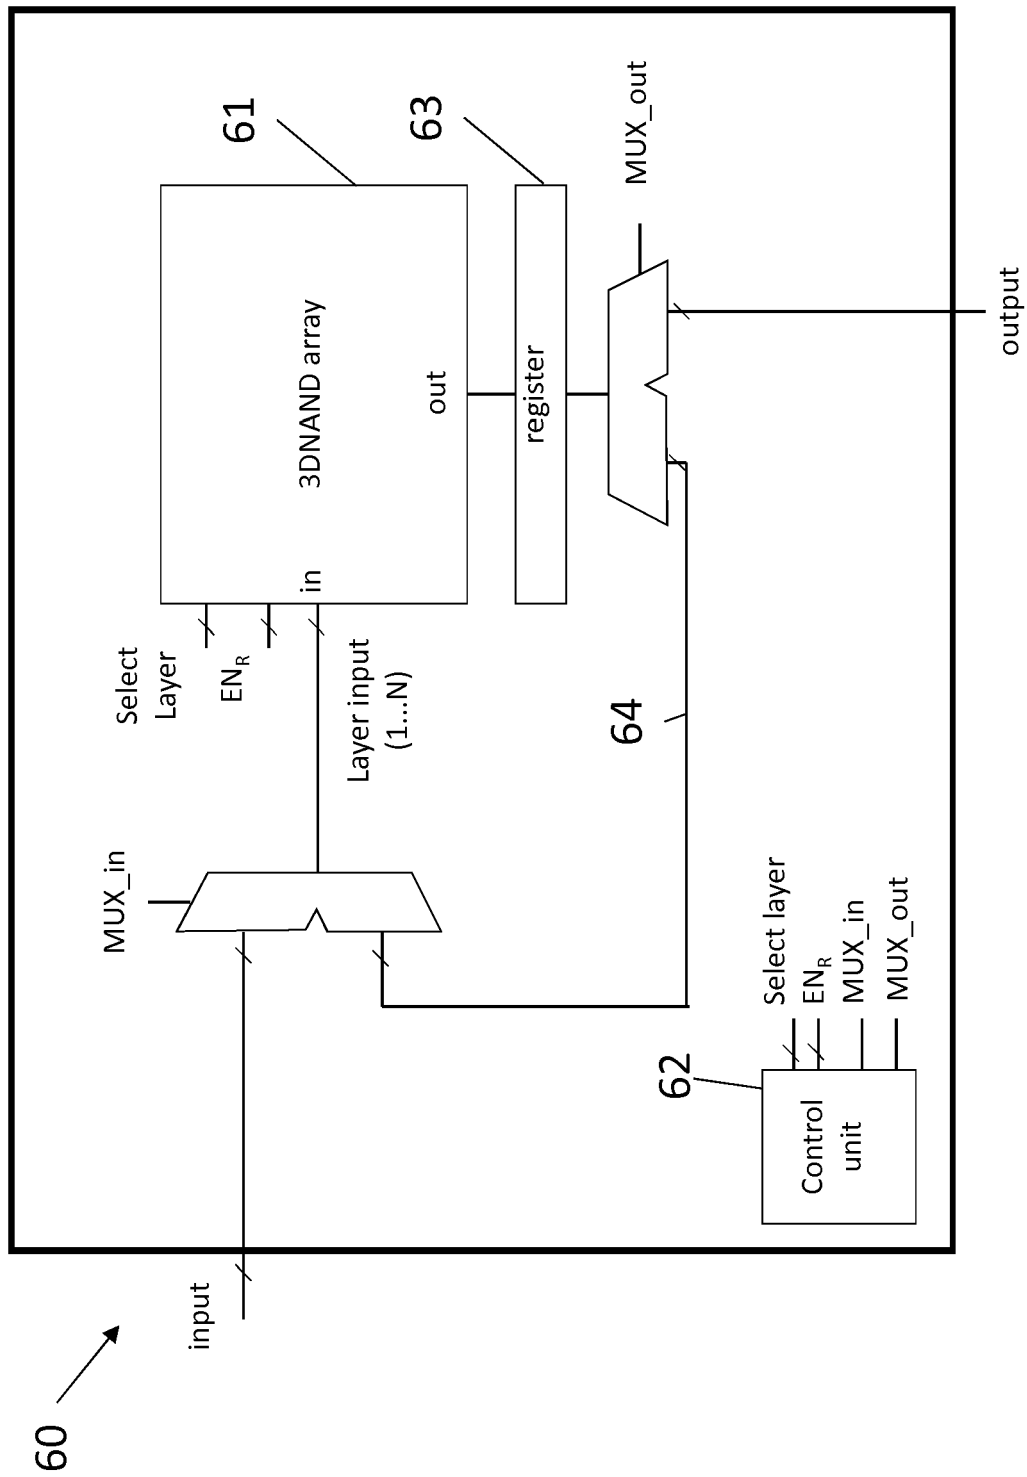 60
input
MUX_in
Select
Layer
EN_R
Layer input
(1...N)
in
3DNAND array
out
61
register
63
MUX_out
64
62
Control
unit
Select layer
EN_R
MUX_in
MUX_out
output